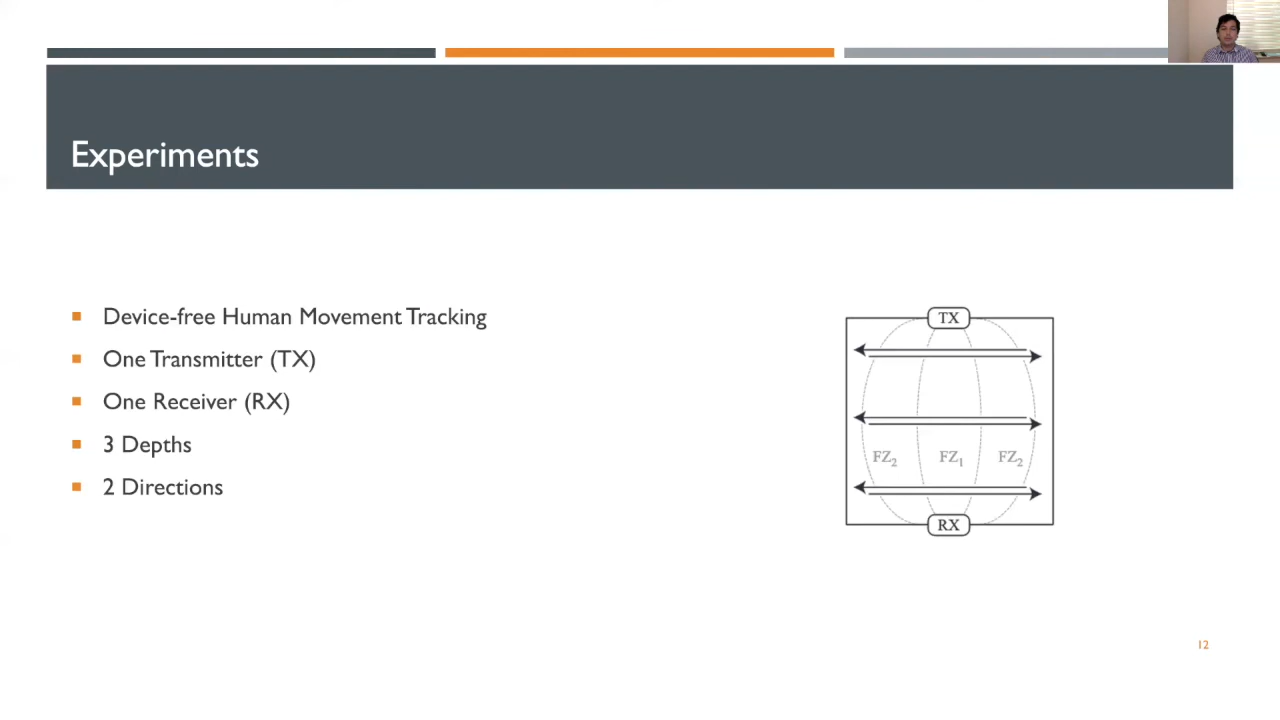 Experiments
Device-free Human Movement Tracking
One Transmitter (TX)
One Receiver (RX)
3 Depths
2 Directions
TX
FZ2 FZ1 FZ2
RX
12